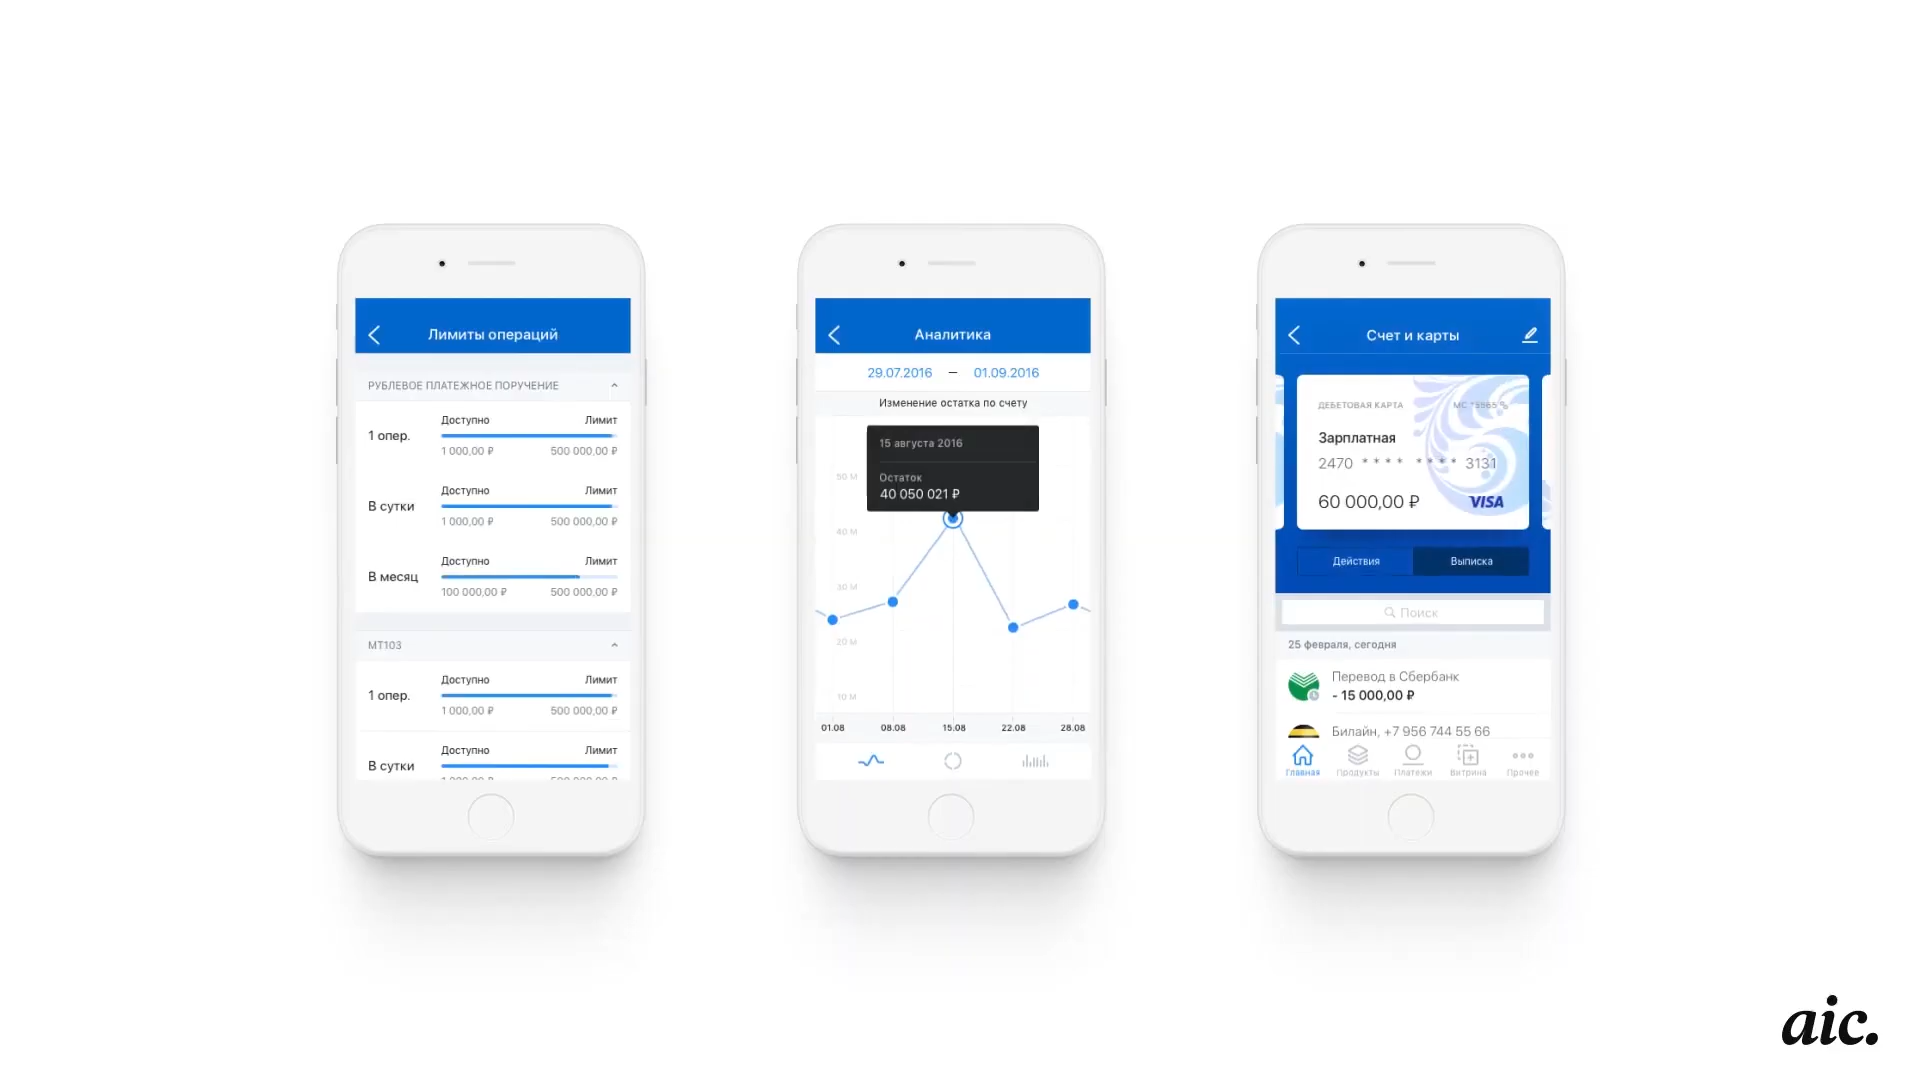 Лимиты операций
РУБЛЕВОЕ ПЛАТЕЖНОЕ ПОРУЧЕНИЕ
Доступно Лимит
1 опер.
1 000,00 ₽ 500 000,00 ₽
Доступно Лимит
В сутки
1 000,00 ₽ 500 000,00 ₽
Доступно Лимит
В месяц
100 000,00 ₽ 500 000,00 ₽
МТ103
Доступно Лимит
1 опер.
1 000,00 ₽ 500 000,00 ₽
Доступно Лимит
В сутки
Аналитика
29.07.2016 — 01.09.2016
Изменение остатка по счету
15 августа 2016
Остаток
40 050 021 ₽
50 М
40 М
30 М
20 М
10 М
01.08 08.08 15.08 22.08 28.08
Счет и карты
ДЕБЕТОВАЯ КАРТА МС *5565
Зарплатная
2470 * * * * * * * * 3131
60 000,00 ₽ VISA
Действия Выписка
Поиск
25 февраля, сегодня
Перевод в Сбербанк
- 15 000,00 ₽
Билайн, +7 956 744 55 66
Главная Продукты Платежи Витрина Прочее
aic.